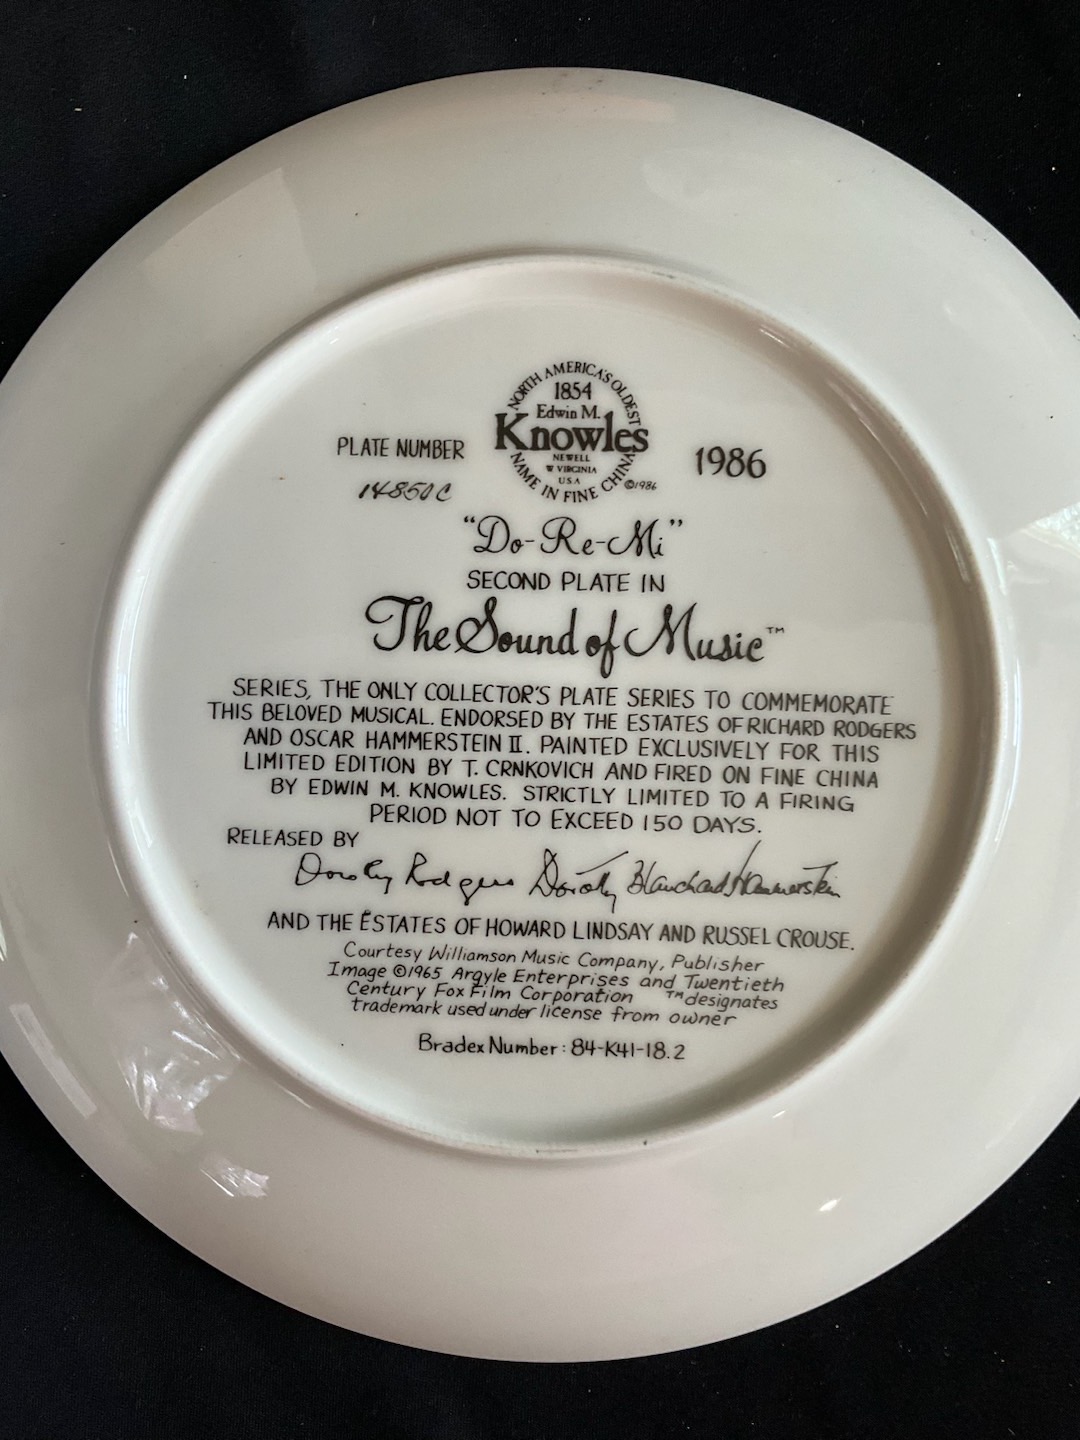 NORTH AMERICA'S OLDEST
1854
Edwin M.
Knowles
NEWELL
W VIRGINIA
USA
NAME IN FINE CHINA
©1986
PLATE NUMBER
14850C
1986
"Do-Re-Mi"
SECOND PLATE IN
The Sound of Music™
SERIES, THE ONLY COLLECTOR'S PLATE SERIES TO COMMEMORATE
THIS BELOVED MUSICAL. ENDORSED BY THE ESTATES OF RICHARD RODGERS
AND OSCAR HAMMERSTEIN II. PAINTED EXCLUSIVELY FOR THIS
LIMITED EDITION BY T. CRNKOVICH AND FIRED ON FINE CHINA
BY EDWIN M. KNOWLES. STRICTLY LIMITED TO A FIRING
PERIOD NOT TO EXCEED 150 DAYS.
RELEASED BY
Dorothy Rodgers Dorothy Blanchard Hammerstein
AND THE ESTATES OF HOWARD LINDSAY AND RUSSEL CROUSE.
Courtesy Williamson Music Company, Publisher
Image ©1965 Argyle Enterprises and Twentieth
Century Fox Film Corporation ™ designates
trademark used under license from owner
Bradex Number: 84-K41-18.2